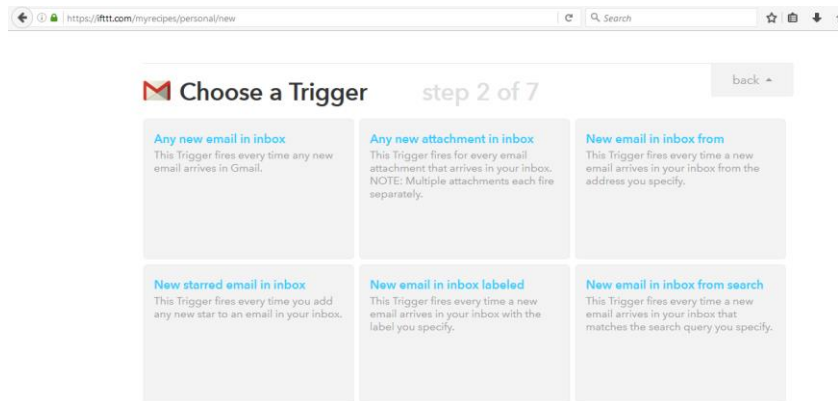 https://ifttt.com/myrecipes/personal/new
Search
Choose a Trigger
step 2 of 7
back
Any new email in inbox
This Trigger fires every time any new
email arrives in Gmail.
Any new attachment in inbox
This Trigger fires for every email
attachment that arrives in your inbox.
NOTE: Multiple attachments each fire
separately.
New email in inbox from
This Trigger fires every time a new
email arrives in your inbox from the
address you specify.
New starred email in inbox
This Trigger fires every time you add
any new star to an email in your inbox.
New email in inbox labeled
This Trigger fires every time a new
email arrives in your inbox with the
label you specify.
New email in inbox from search
This Trigger fires every time a new
email arrives in your inbox that
matches the search query you specify.